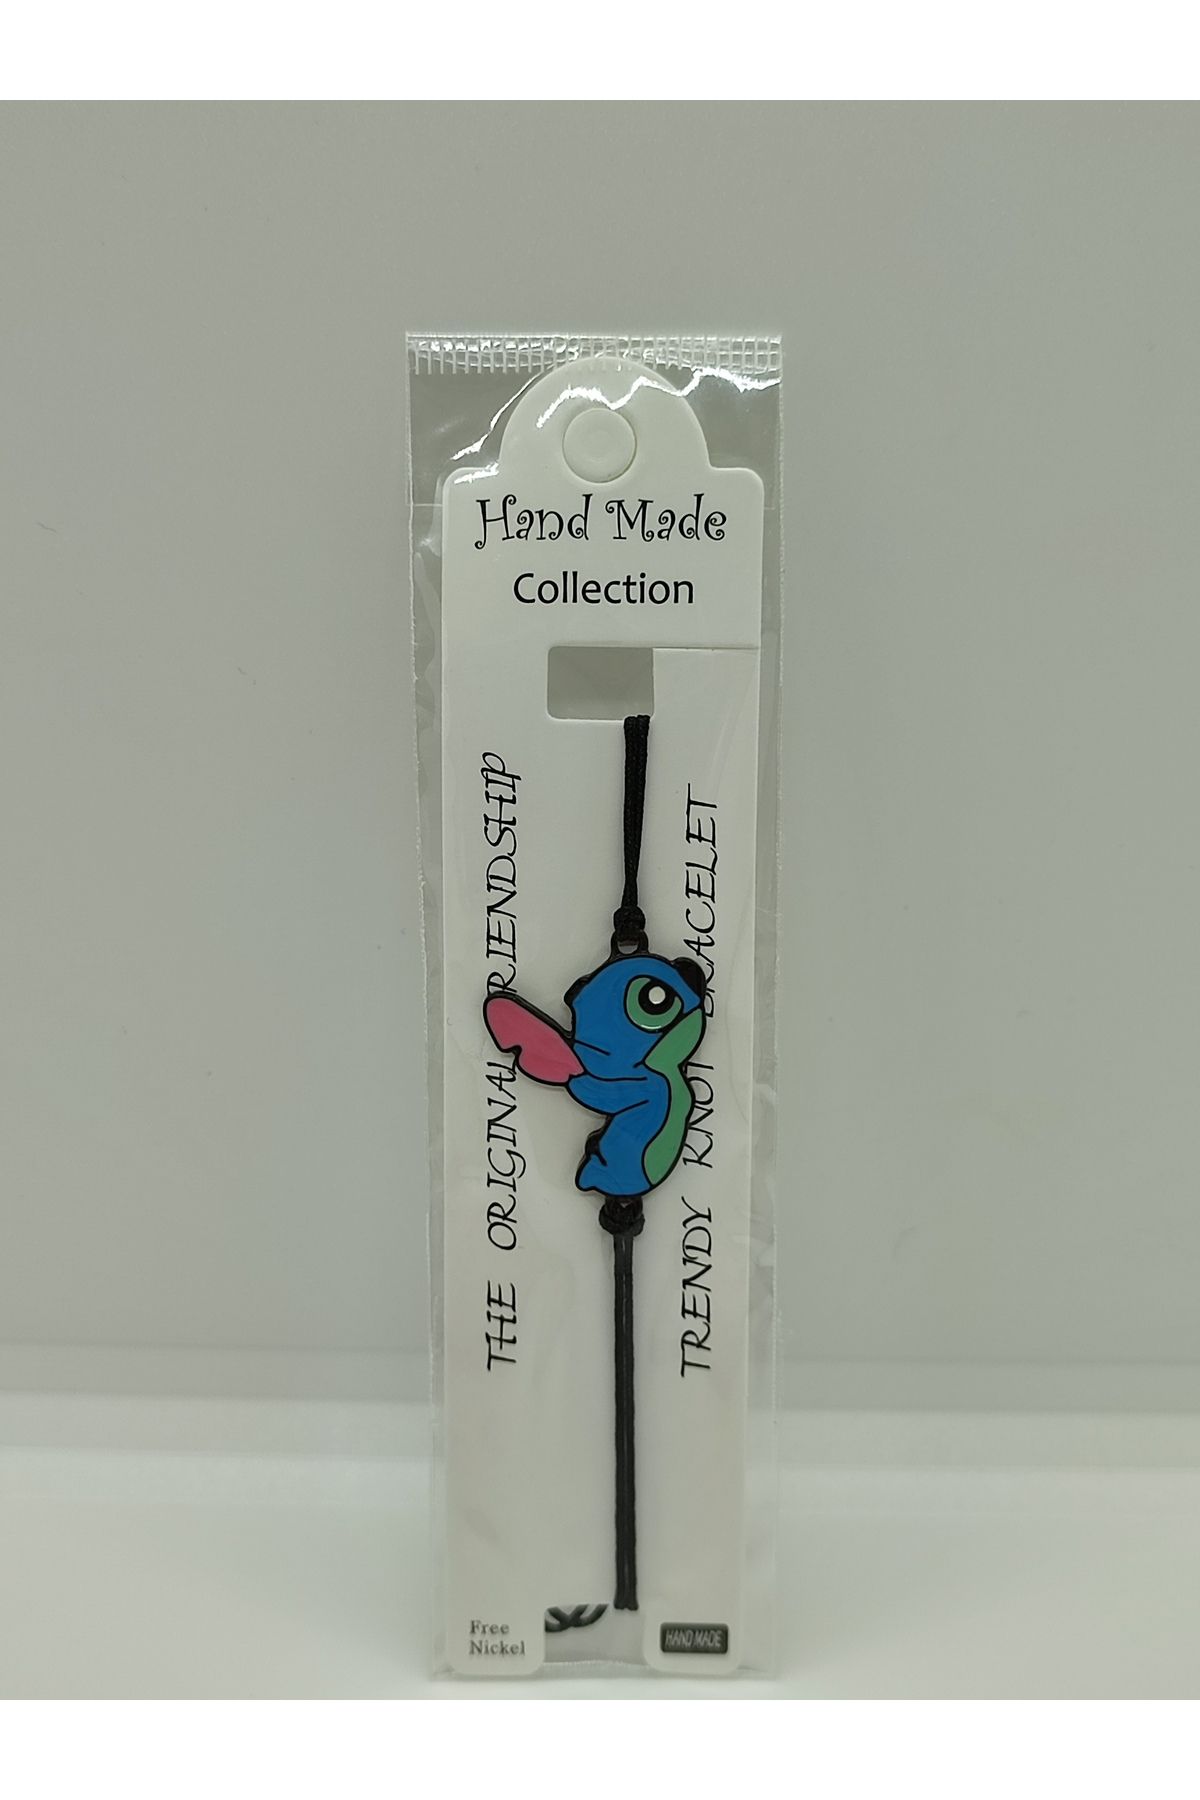 Hand Made
Collection
THE ORIGINAL FRIENDSHIP
TRENDY KNOT BRACELET
Free
Nickel
HAND MADE